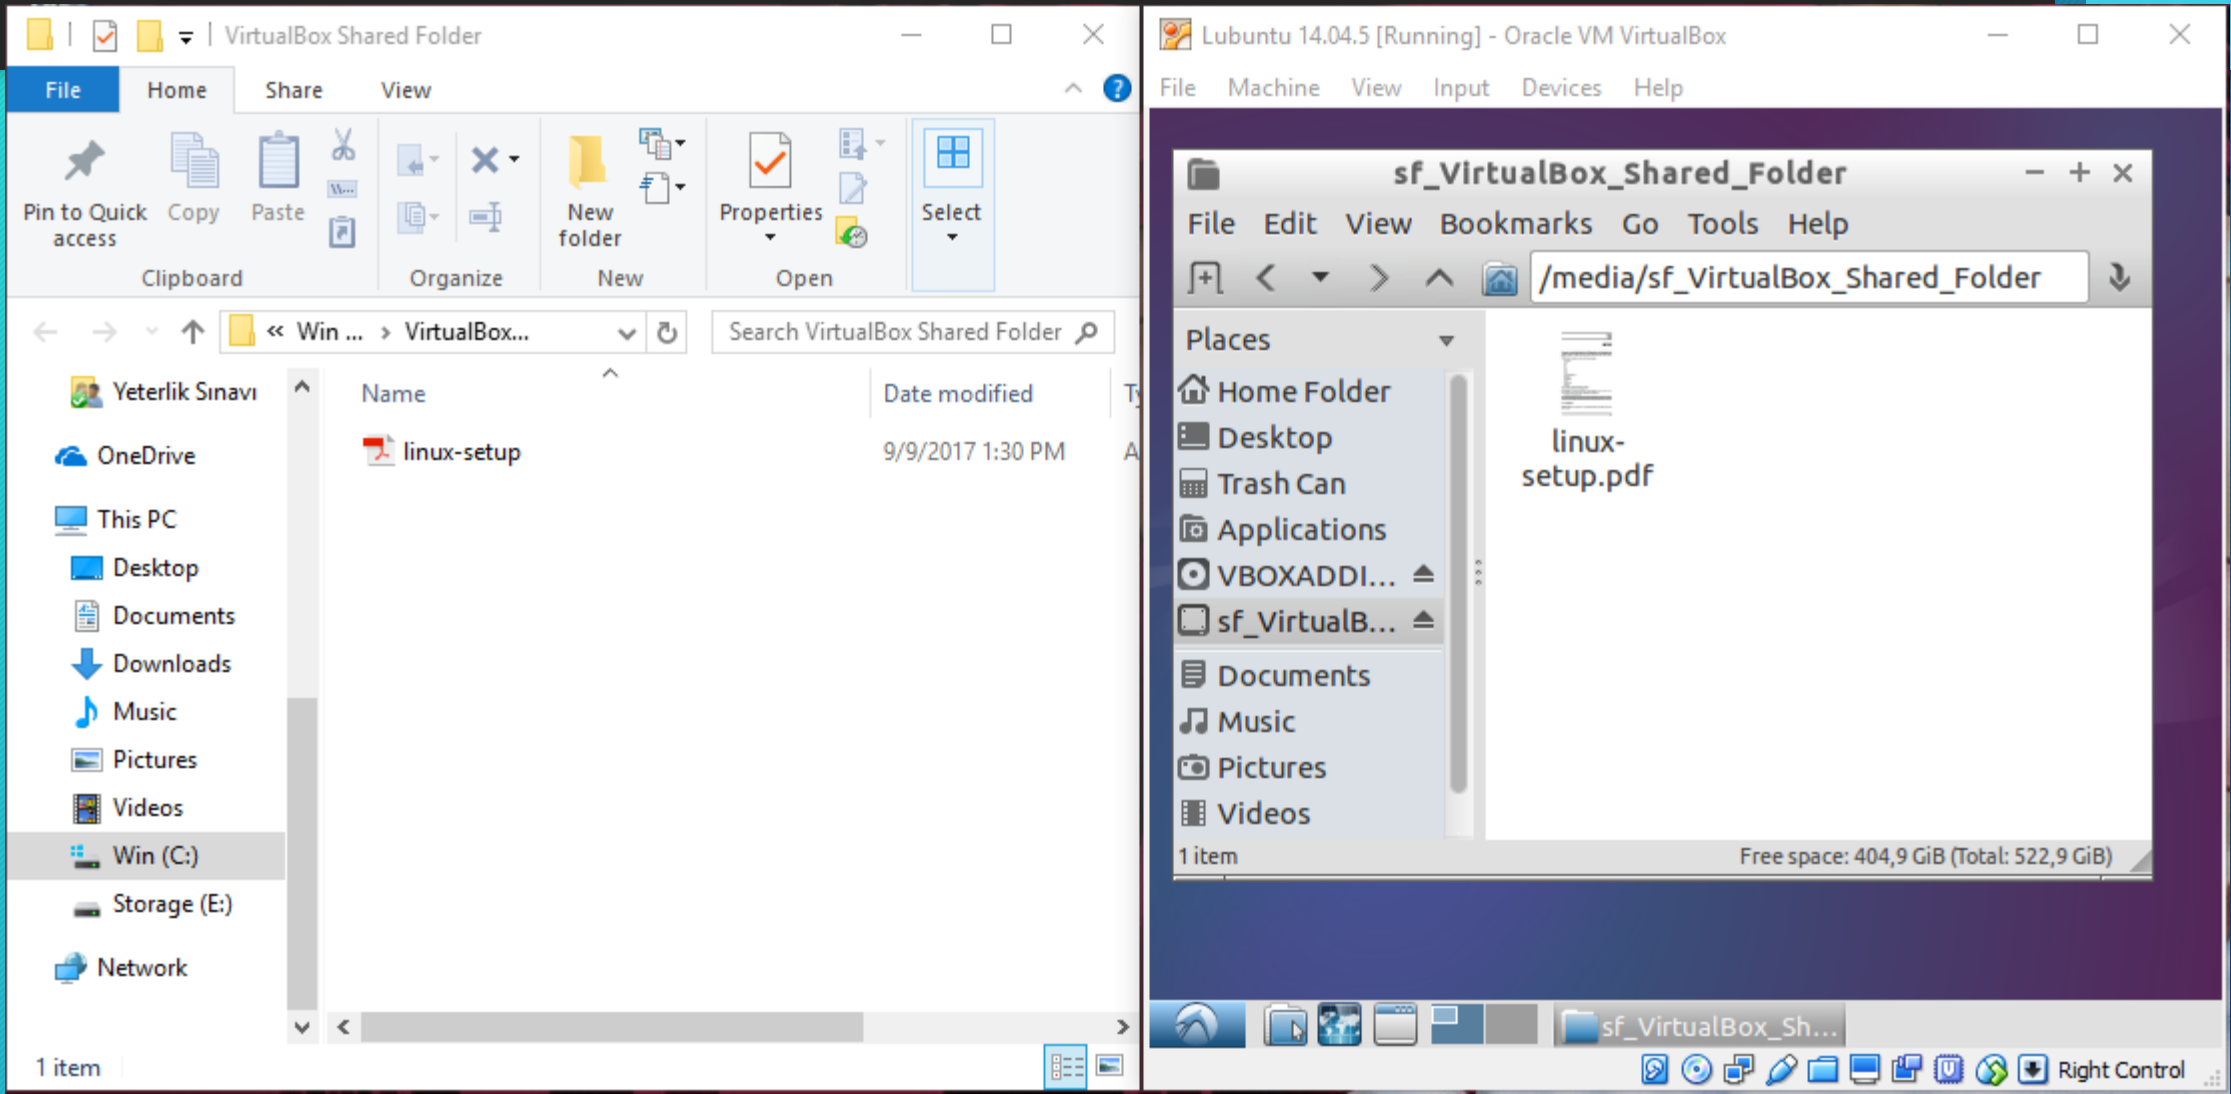 VirtualBox Shared Folder
File
Home
Share
View
Pin to Quick
access
Copy
Paste
New
folder
Properties
Select
Clipboard
Organize
New
Open
« Win ... › VirtualBox...
Search VirtualBox Shared Folder
Yeterlik Sınavı
OneDrive
This PC
Desktop
Documents
Downloads
Music
Pictures
Videos
Win (C:)
Storage (E:)
Network
Name
Date modified
linux-setup
9/9/2017 1:30 PM
A
1 item
Lubuntu 14.04.5 [Running] - Oracle VM VirtualBox
File
Machine
View
Input
Devices
Help
sf_VirtualBox_Shared_Folder
File
Edit
View
Bookmarks
Go
Tools
Help
/media/sf_VirtualBox_Shared_Folder
Places
Home Folder
Desktop
Trash Can
Applications
VBOXADDI...
sf_VirtualB...
Documents
Music
Pictures
Videos
linux-
setup.pdf
1 item
Free space: 404,9 GiB (Total: 522,9 GiB)
sf_VirtualBox_Sh...
Right Control